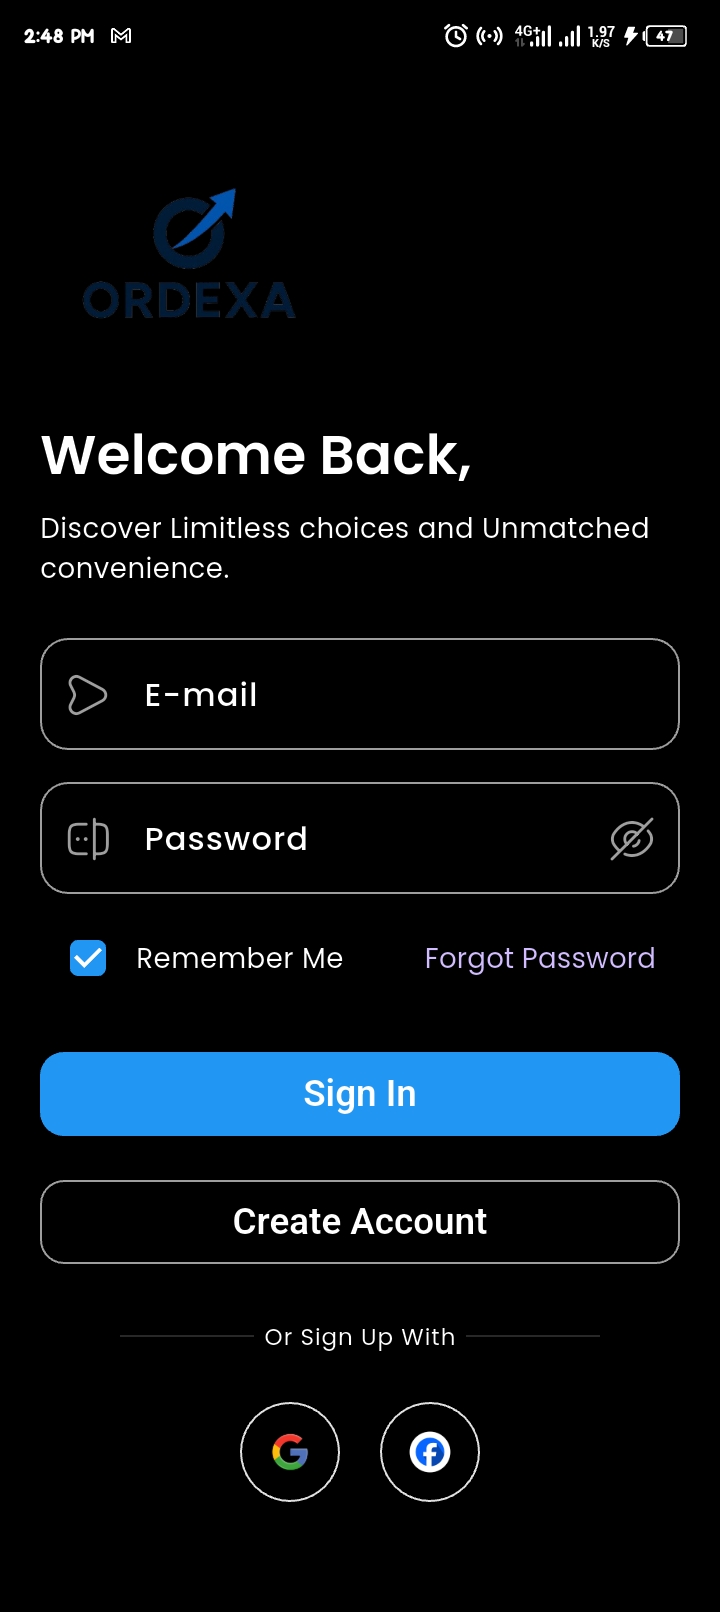 2:48 PM
4G+
1.97
K/S
47
ORDEXA
Welcome Back,
Discover Limitless choices and Unmatched
convenience.
E-mail
Password
Remember Me
Forgot Password
Sign In
Create Account
Or Sign Up With